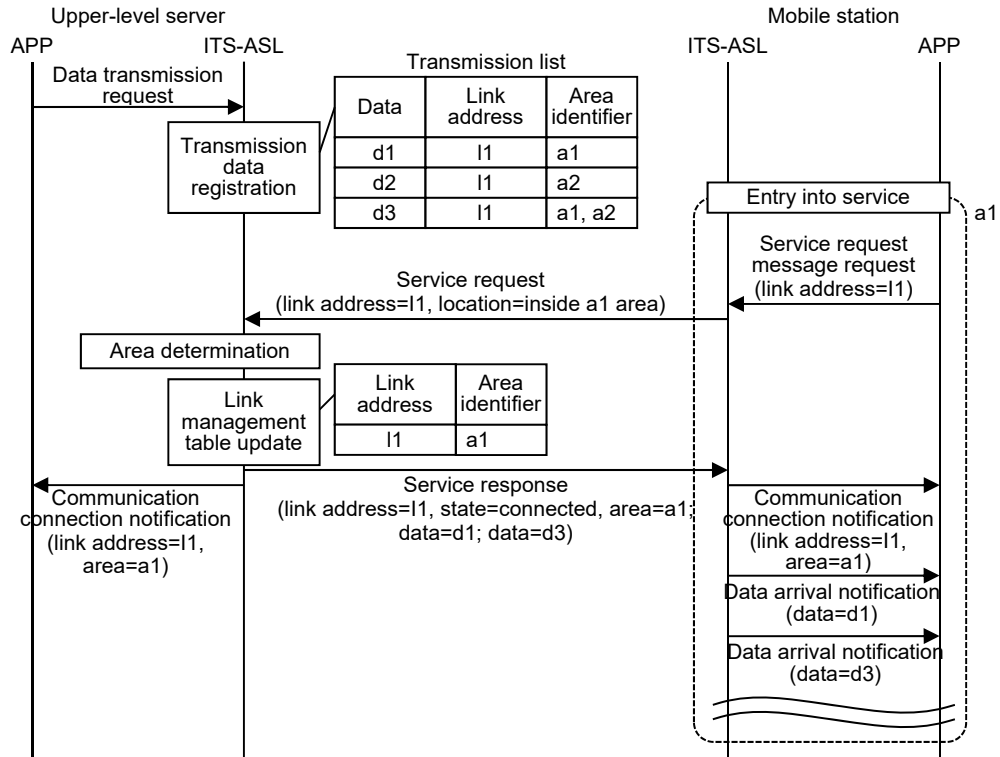 Upper-level server
Mobile station
APP
ITS-ASL
ITS-ASL
APP
Data transmission
request
Transmission list
Data
Link
address
Area
identifier
d1
l1
a1
d2
l1
a2
d3
l1
a1, a2
Transmission
data
registration
Entry into service
a1
Service request
message request
(link address=l1)
Service request
(link address=l1, location=inside a1 area)
Area determination
Link
management
table update
Link
address
Area
identifier
l1
a1
Service response
(link address=l1, state=connected, area=a1;
data=d1; data=d3)
Communication
connection notification
(link address=l1,
area=a1)
Communication
connection notification
(link address=l1,
area=a1)
Data arrival notification
(data=d1)
Data arrival notification
(data=d3)